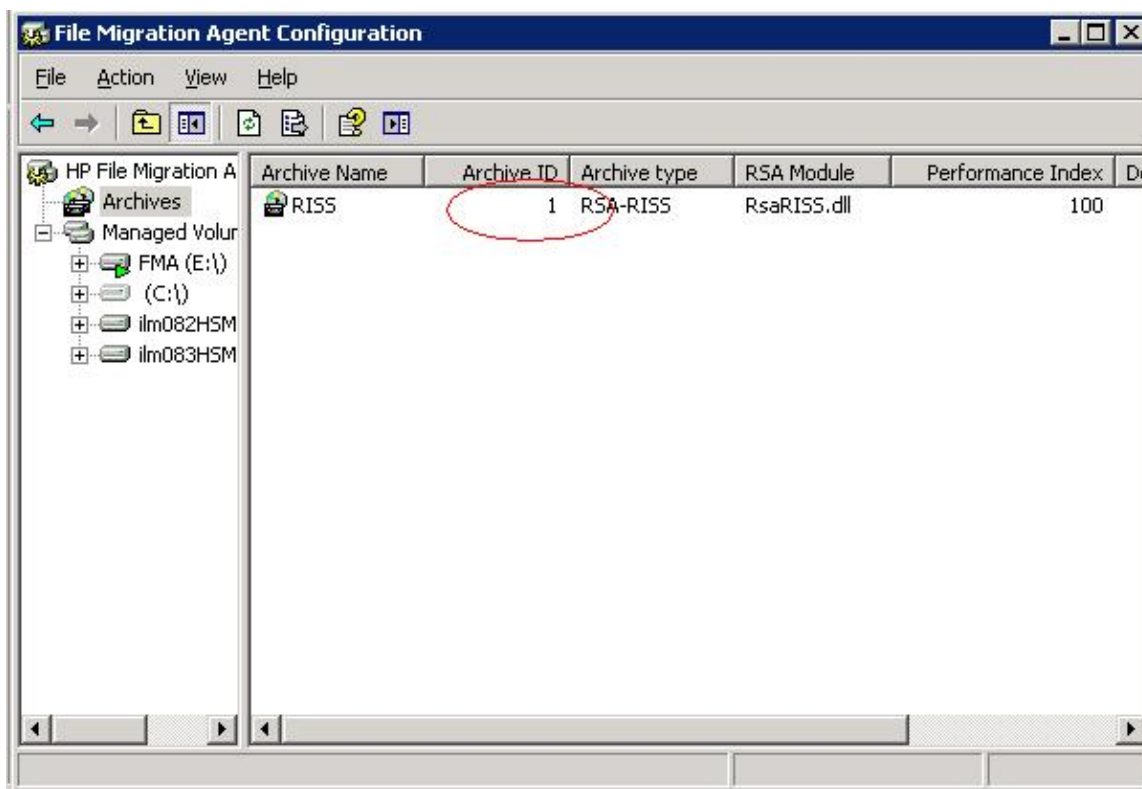 File Migration Agent Configuration
File Action View Help
HP File Migration A
Archives
Managed Volur
FMA (E:\)
(C:\)
ilm082HSM
ilm083HSM
Archive Name Archive ID Archive type RSA Module Performance Index De
RISS 1 RSA-RISS RsaRISS.dll 100